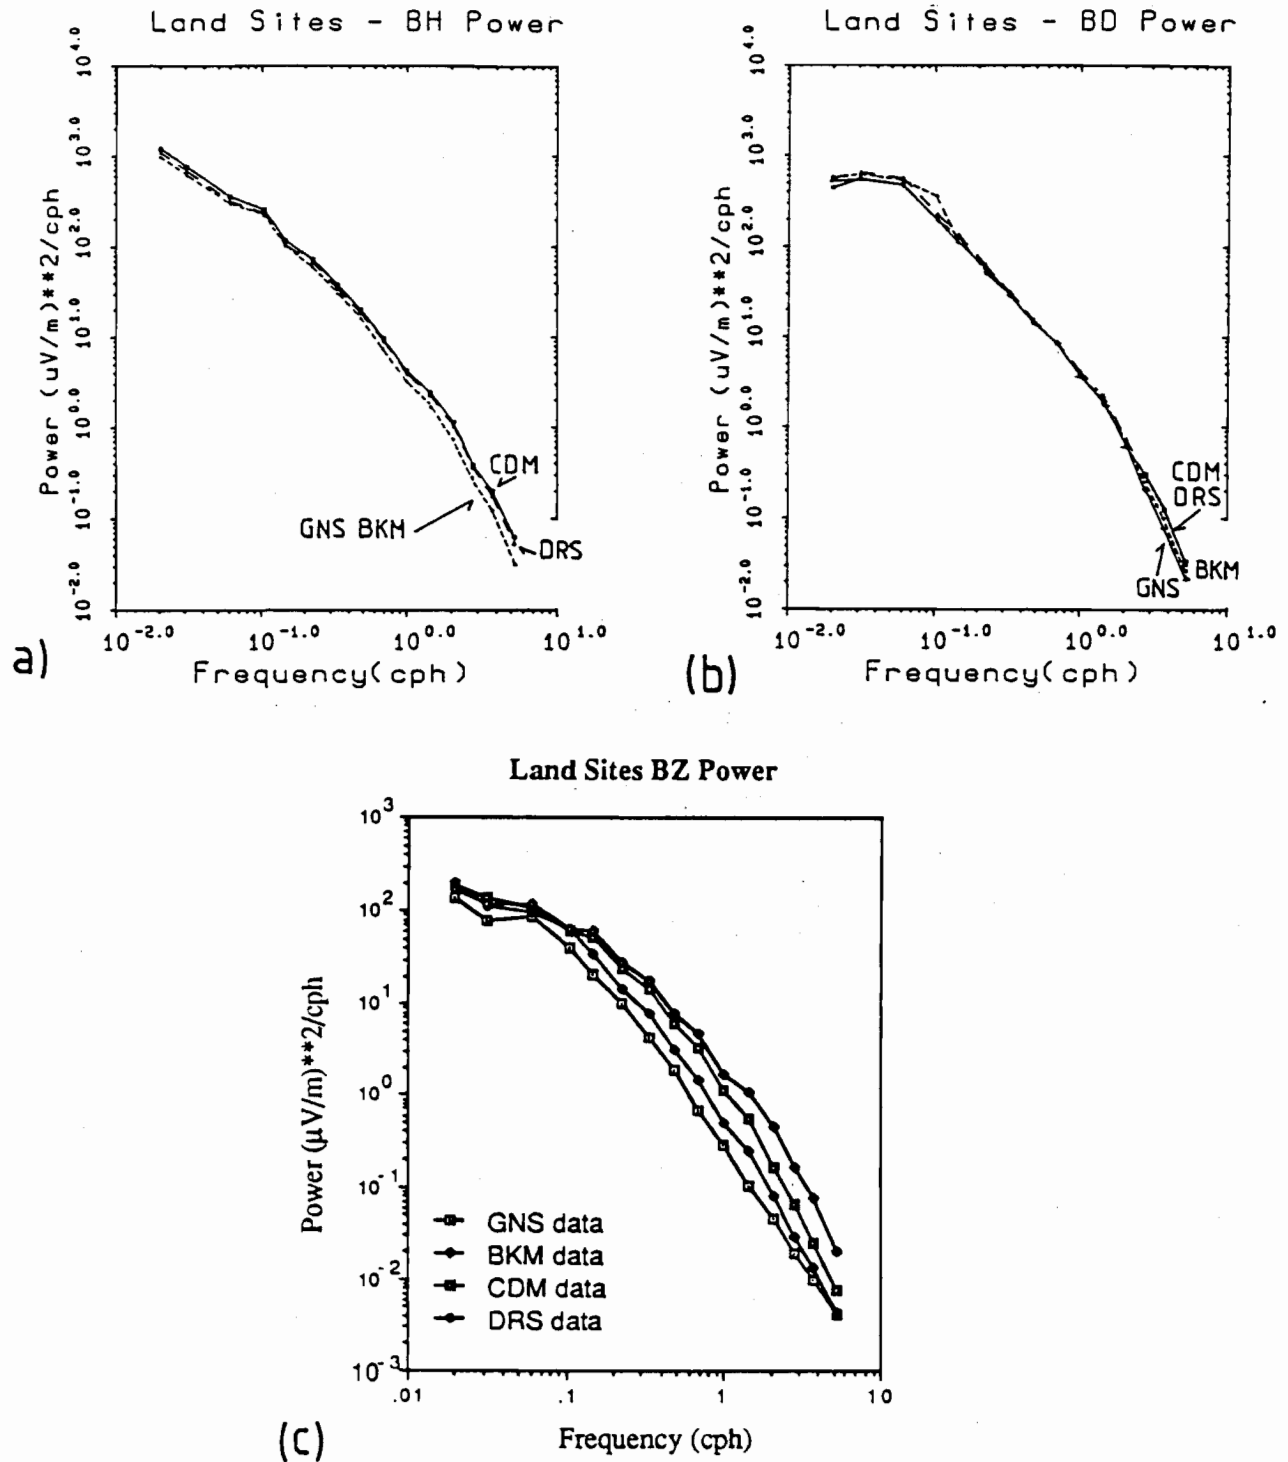 Land Sites - BH Power
Power (uV/m)**2/cph
10^4.0
10^3.0
10^2.0
10^1.0
10^0.0
10^-1.0
10^-2.0
CDM
GNS BKM
DRS
10^-2.0 10^-1.0 10^0.0 10^1.0
Frequency(cph)
a)
Land Sites - BD Power
Power (uV/m)**2/cph
10^4.0
10^3.0
10^2.0
10^1.0
10^0.0
10^-1.0
10^-2.0
CDM
DRS
BKM
GNS
10^-2.0 10^-1.0 10^0.0 10^1.0
Frequency(cph)
(b)
Land Sites BZ Power
Power (µV/m)**2/cph
10^3
10^2
10^1
10^0
10^-1
10^-2
10^-3
GNS data
BKM data
CDM data
DRS data
.01 .1 1 10
Frequency (cph)
(c)